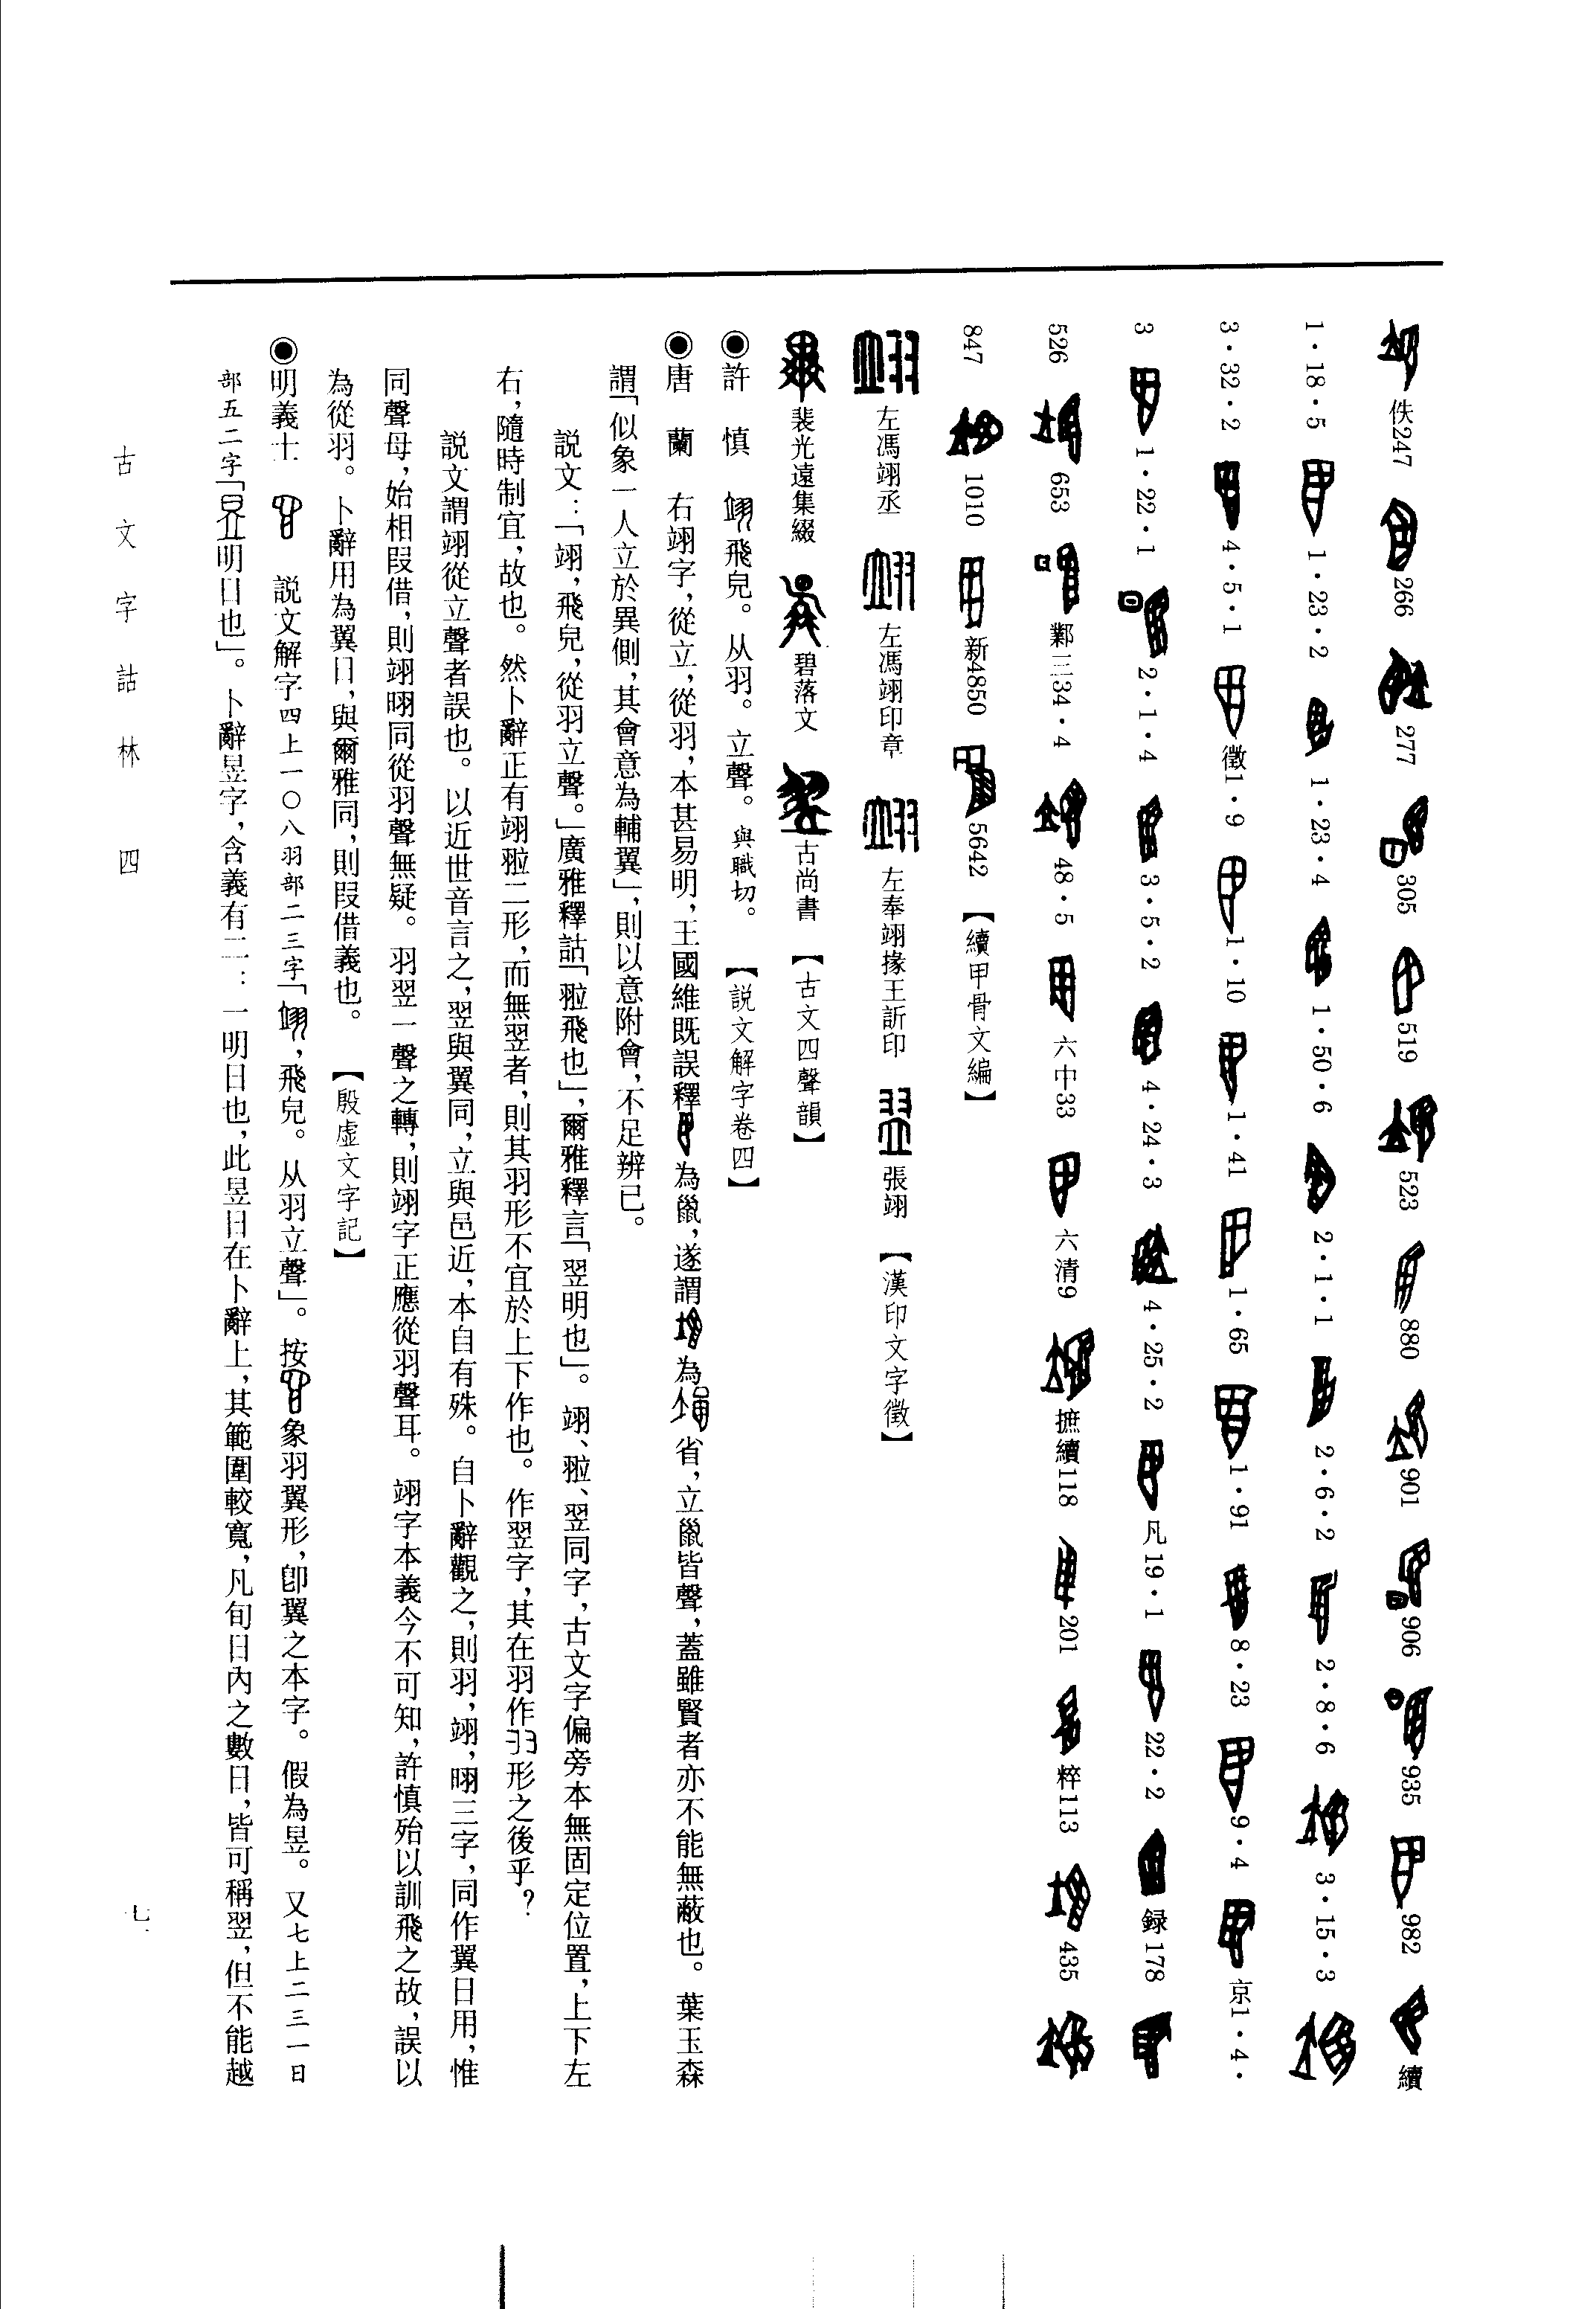 佚247 266 277 305 519 523 880 901 906 935 982 續
1·18·5 1·23·2 1·23·4 1·50·6 2·1·1 2·6·2 2·8·6 3·15·3
3·32·2 4·5·1 徵1·9 1·10 1·41 1·65 1·91 8·23 9·4 京1·4·
3 1·22·1 2·1·4 3·5·2 4·24·3 4·25·2 凡19·1 22·2 録178
526 653 鄴三34·4 48·5 六中33 六清9 摭續118 201 粹113 435
847 1010 新4850 5642 【續甲骨文編】
左馮翊丞 左馮翊印章 左奉翊掾王訢印 張翊 【漢印文字徵】
裴光遠集綴 碧落文 古尚書 【古文四聲韻】
◉許 慎 飛皃。从羽。立聲。與職切。 【説文解字卷四】
◉唐 蘭 右翊字，從立，從羽，本甚易明，王國維既誤釋為巤，遂謂為省，立巤皆聲，蓋雖賢者亦不能無蔽也。葉玉森
謂「似象一人立於異側，其會意為輔翼」，則以意附會，不足辨已。
説文：「翊，飛皃，從羽立聲。」廣雅釋詁「翋飛也」，爾雅釋言「翌明也」。翊、翋、翌同字，古文字偏旁本無固定位置，上下左
右，隨時制宜，故也。然卜辭正有翊翋二形，而無翌者，則其羽形不宜於上下作也。作翌字，其在羽作形之後乎？
説文謂翊從立聲者誤也。以近世音言之，翌與翼同，立與邑近，本自有殊。自卜辭觀之，則羽，翊，䎉三字，同作翼日用，惟
同聲母，始相叚借，則翊䎉同從羽聲無疑。羽翌一聲之轉，則翊字正應從羽聲耳。翊字本義今不可知，許慎殆以訓飛之故，誤以
為從羽。卜辭用為翼日，與爾雅同，則叚借義也。 【殷虛文字記】
◉明義士 説文解字四上一〇八羽部二三字「，飛皃。从羽立聲」。按象羽翼形，卽翼之本字。假為昱。又七上二三一日
部五二字「明日也」。卜辭昱字，含義有二：一明日也，此昱日在卜辭上，其範圍較寬，凡旬日內之數日，皆可稱翌，但不能越
古文字詁林 四
七